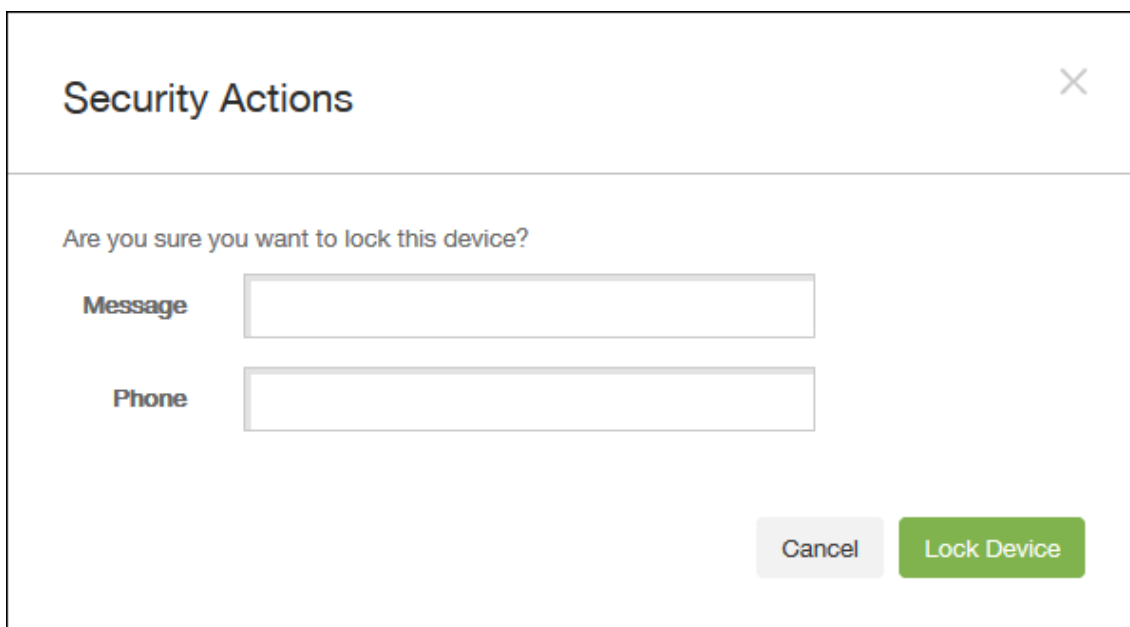 Security Actions
Are you sure you want to lock this device?
Message
Phone
Cancel
Lock Device